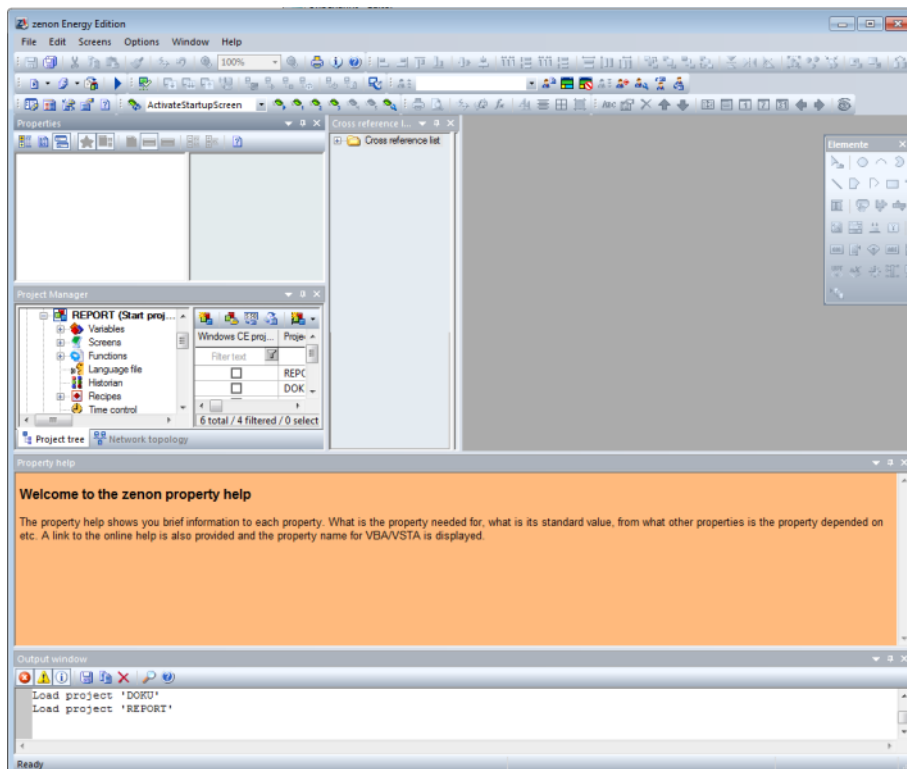 zenon Energy Edition
File Edit Screens Options Window Help
100%
ActivateStartupScreen
Properties
Cross reference l...
Cross reference list
Elemente
Project Manager
REPORT (Start proj...
Variables
Screens
Functions
Language file
Historian
Recipes
Time control
Windows CE proj...
Proje
Filter text
REPC
DOK
6 total / 4 filtered / 0 select
Project tree
Network topology
Property help
Welcome to the zenon property help
The property help shows you brief information to each property. What is the property needed for, what is its standard value, from what other properties is the property depended on
etc. A link to the online help is also provided and the property name for VBA/VSTA is displayed.
Output window
Load project 'DOKU'
Load project 'REPORT'
Ready